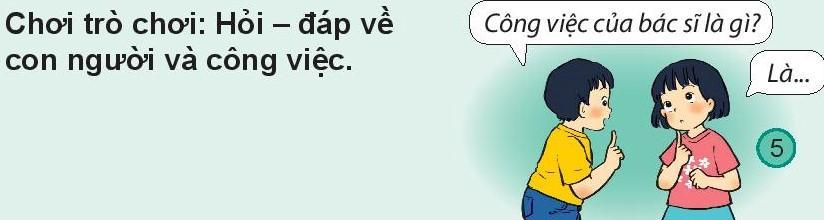 Chơi trò chơi: Hỏi – đáp về
con người và công việc.
Công việc của bác sĩ là gì?
Là...
5